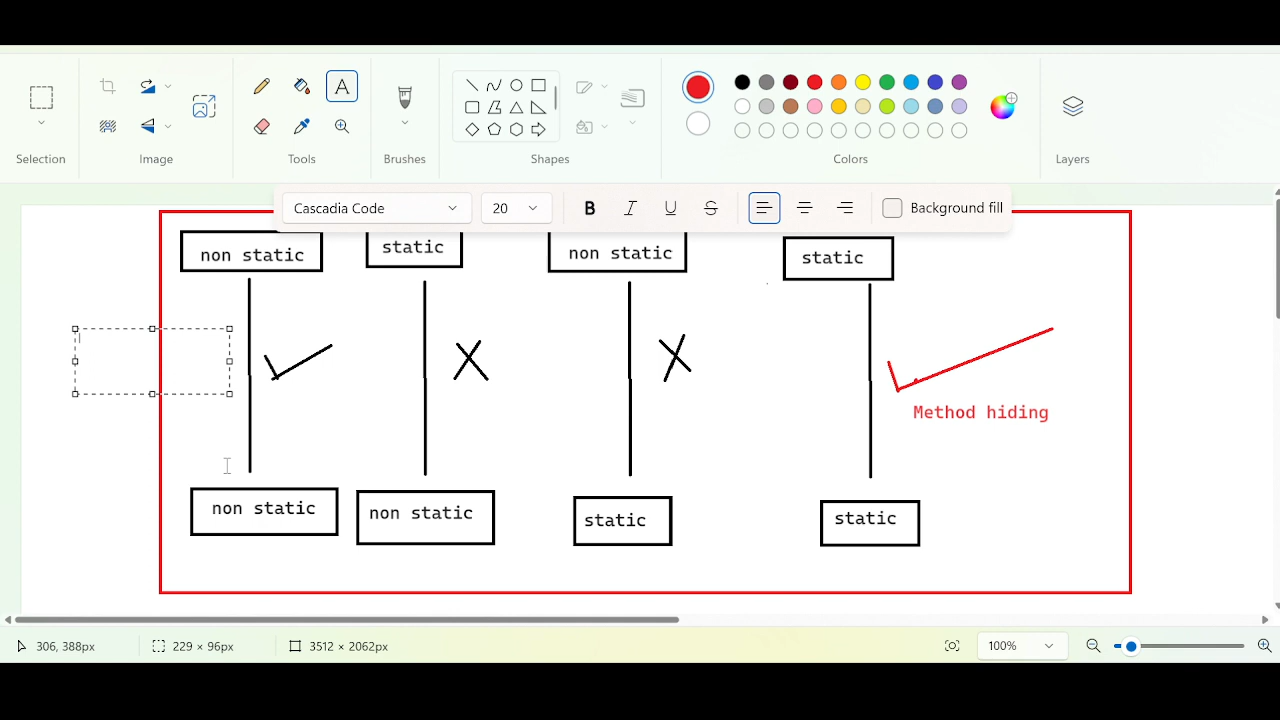 Selection
Image
Tools
Brushes
Shapes
Colors
Layers
A
Cascadia Code
20
B
I
U
S
Background fill
non static
static
non static
static
Method hiding
non static
non static
static
static
306, 388px
229 × 96px
3512 × 2062px
100%